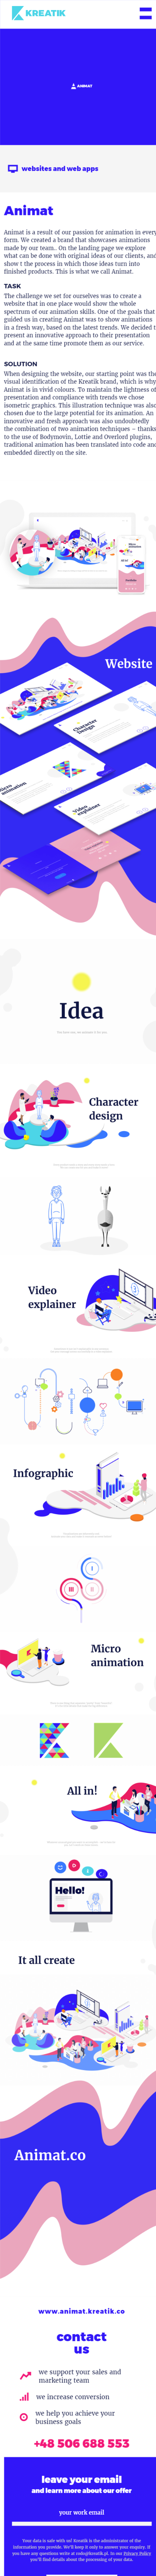 KREATIK
ANIMAT
websites and web apps
Animat
Animat is a result of our passion for animation in every
form. We created a brand that showcases animations
made by our team.. On the landing page we explore
what can be done with original ideas of our clients, and
show the process in which those ideas turn into
finished products. This is what we call Animat.
TASK
The challenge we set for ourselves was to create a
website that in one place would show the whole
spectrum of our animation skills. One of the goals that
guided us in creating Animat was to show animations
in a fresh way, based on the latest trends. We decided t
present an innovative approach to their presentation
and at the same time promote them as our service.
SOLUTION
When designing the website, our starting point was the
visual identification of the Kreatik brand, which is why
Animat is in vivid colours. To maintain the lightness of
presentation and compliance with trends we chose
isometric graphics. This illustration technique was also
chosen due to the large potential for its animation. An
innovative and fresh approach was also undoubtedly
the combination of two animation techniques – thanks
to the use of Bodymovin, Lottie and Overlord plugins,
traditional animation has been translated into code and
embedded directly on the site.
Website
Character
Design
Micro
animation
Video
explainer
Idea
Character
design
Video
explainer
Infographic
I
III
II
Micro
animation
All in!
Hello!
It all create
Animat.co
www.animat.kreatik.co
contact
us
we support your sales and
marketing team
we increase conversion
we help you achieve your
business goals
+48 506 688 553
leave your email
and learn more about our offer
your work email
Your data is safe with us! Kreatik is the administrator of the
information you provide. We'll keep it only to answer your enquiry. If
you have any questions write at rodo@kreatik.pl. In our Privacy Policy
you'll find details about the processing of your data.